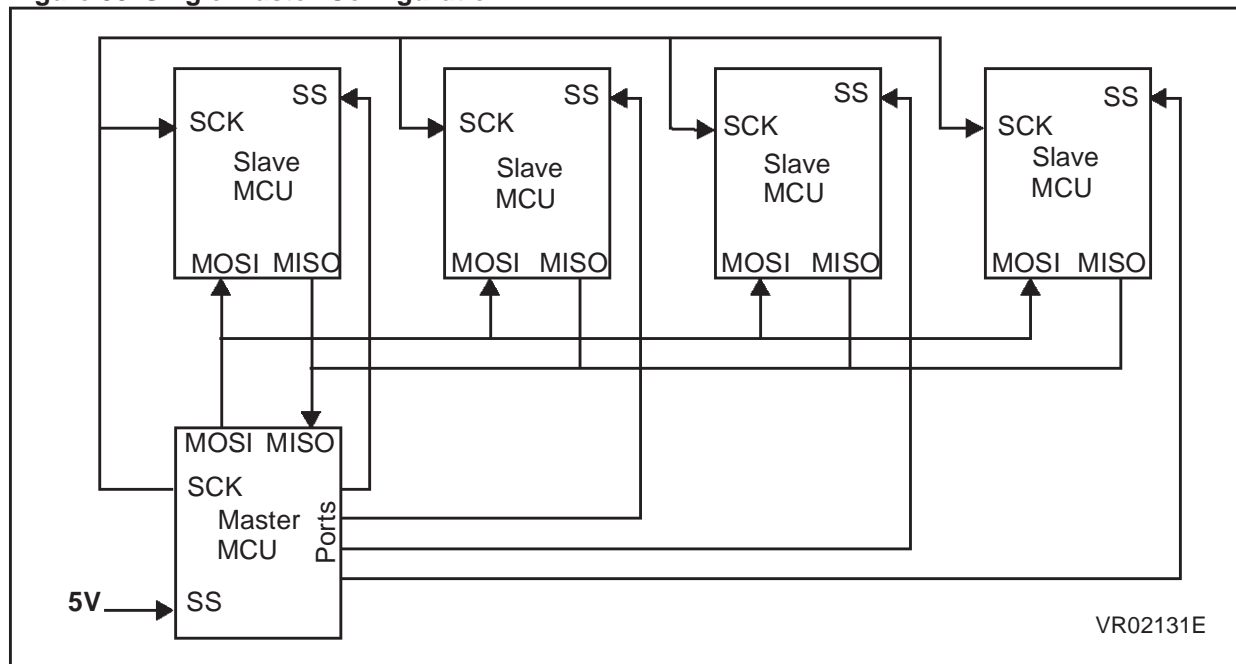 SS SS SS SS
SCK SCK SCK SCK
Slave Slave Slave Slave
MCU MCU MCU MCU
MOSI MISO MOSI MISO MOSI MISO MOSI MISO
MOSI MISO
SCK
Master
MCU
Ports
5V SS
VR02131E